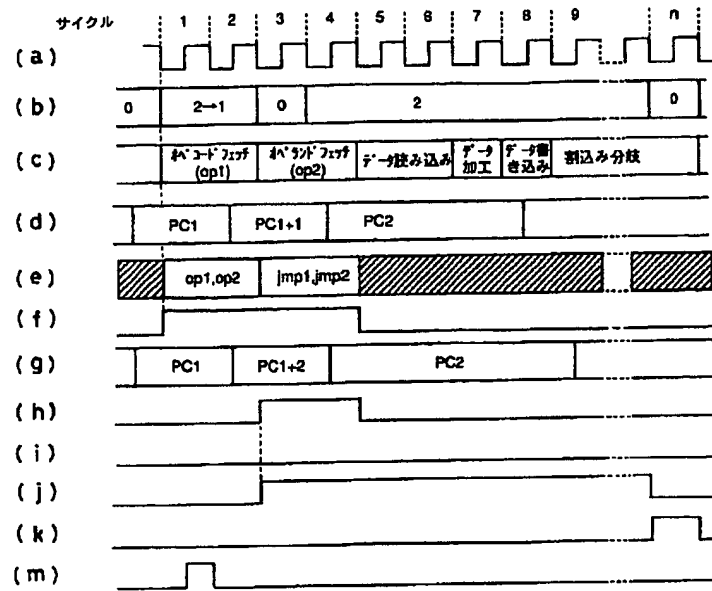 サイクル 1 2 3 4 5 6 7 8 9 n
(a)
(b) 0 2→1 0 2 0
(c) オペコードフェッチ (op1) オペランドフェッチ (op2) データ読み込み データ加工 データ書き込み 割込み分岐
(d) PC1 PC1+1 PC2
(e) op1,op2 jmp1,jmp2
(f)
(g) PC1 PC1+2 PC2
(h)
(i)
(j)
(k)
(m)